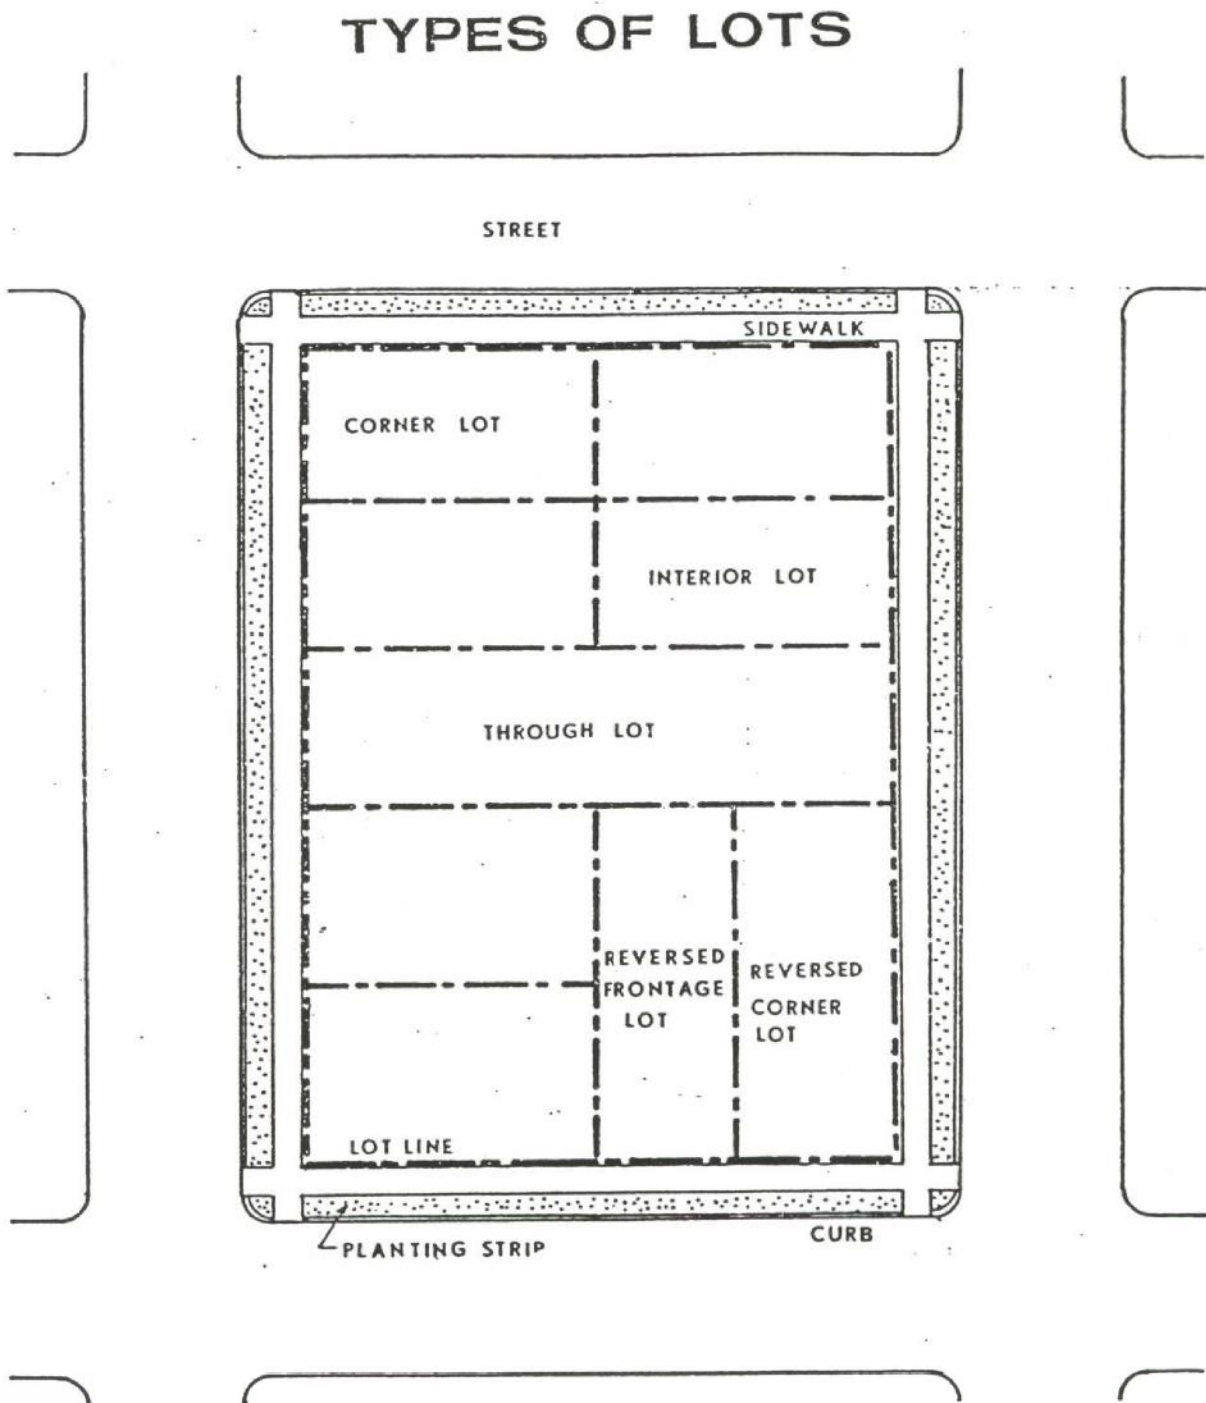 TYPES OF LOTS
STREET
SIDEWALK
CORNER LOT
INTERIOR LOT
THROUGH LOT
REVERSED
FRONTAGE
LOT
REVERSED
CORNER
LOT
LOT LINE
PLANTING STRIP
CURB